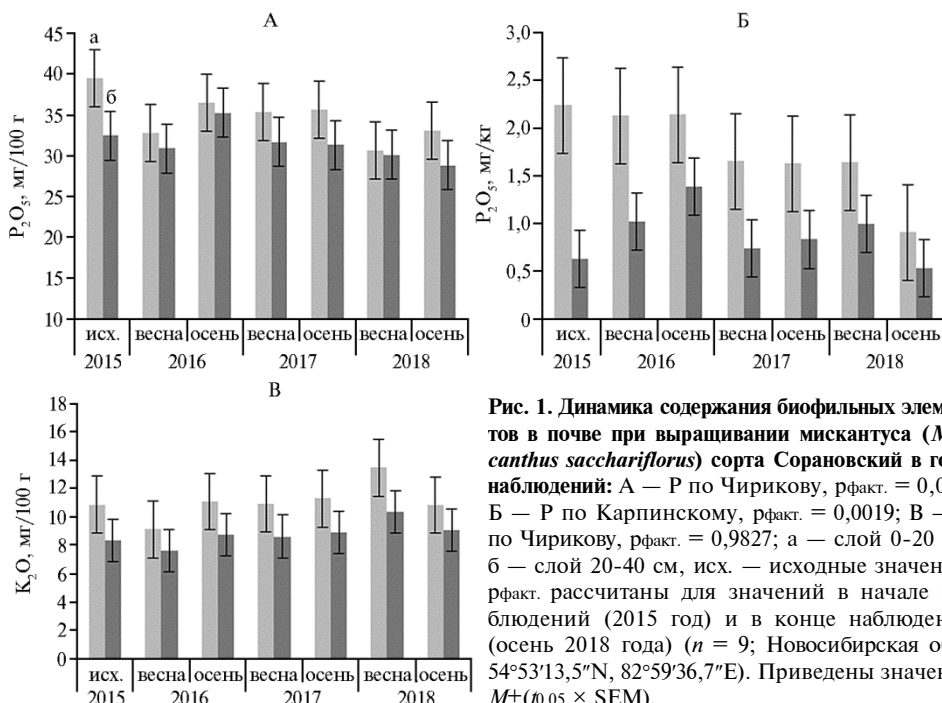 А
45
40
35
30
25
20
15
10
P₂O₅, мг/100 г
а
б
исх. весна осень весна осень весна осень
2015 2016 2017 2018
Б
3,0
2,5
2,0
1,5
1,0
0,5
0
P₂O₅, мг/кг
исх. весна осень весна осень весна осень
2015 2016 2017 2018
В
18
16
14
12
10
8
6
4
2
0
K₂O, мг/100 г
исх. весна осень весна осень весна осень
2015 2016 2017 2018
Рис. 1. Динамика содержания биофильных элем
тов в почве при выращивании мискантуса (M
canthus sacchariflorus) сорта Сорановский в го
наблюдений: А — Р по Чирикову, pфакт. = 0,0
Б — Р по Карпинскому, pфакт. = 0,0019; В —
по Чирикову, pфакт. = 0,9827; а — слой 0-20
б — слой 20-40 см, исх. — исходные значен
pфакт. рассчитаны для значений в начале
блюдений (2015 год) и в конце наблюден
(осень 2018 года) (n = 9; Новосибирская о
54°53′13,5″N, 82°59′36,7″E). Приведены значен
M±(t0,05 × SEM).